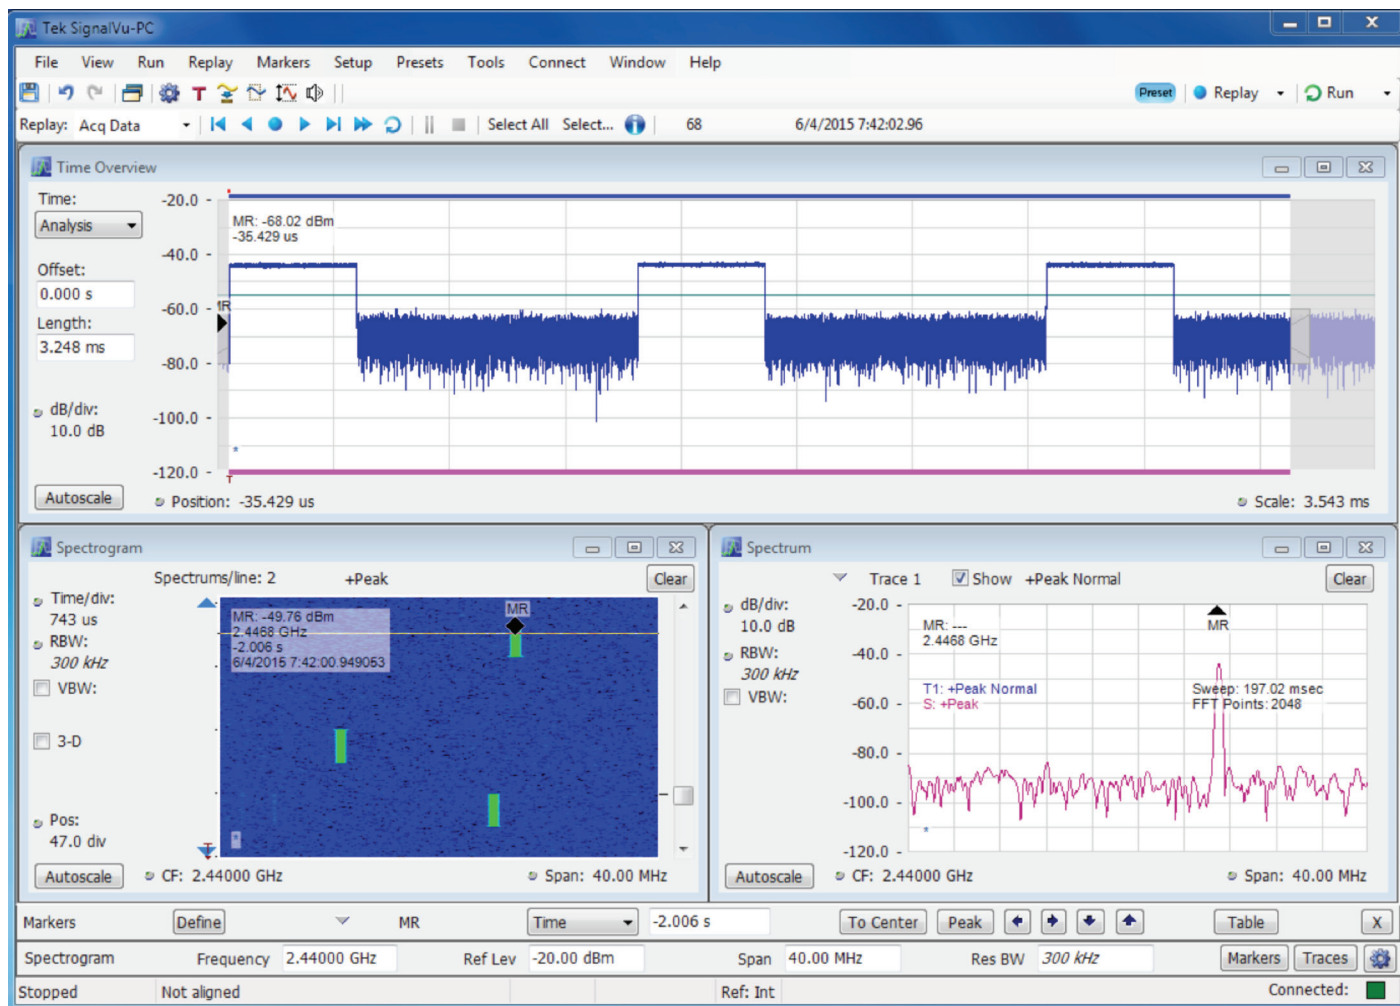 Tek SignalVu-PC
File View Run Replay Markers Setup Presets Tools Connect Window Help
T Preset Replay Run
Replay: Acq Data Select All Select... 68 6/4/2015 7:42:02.96
Time Overview
Time:
Analysis
Offset:
0.000 s
Length:
3.248 ms
dB/div:
10.0 dB
Autoscale
-20.0 -
-40.0 -
-60.0 -
-80.0 -
-100.0 -
-120.0 -
MR: -68.02 dBm
-35.429 us
MR
*
T
Position: -35.429 us
Scale: 3.543 ms
Spectrogram
Spectrums/line: 2 +Peak Clear
Time/div:
743 us
RBW:
300 kHz
VBW:
3-D
Pos:
47.0 div
Autoscale
MR: -49.76 dBm
2.4468 GHz
-2.006 s
6/4/2015 7:42:00.949053
MR
*
T
CF: 2.44000 GHz
Span: 40.00 MHz
Spectrum
Trace 1 Show +Peak Normal Clear
dB/div:
10.0 dB
RBW:
300 kHz
VBW:
Autoscale
-20.0 -
-40.0 -
-60.0 -
-80.0 -
-100.0 -
-120.0 -
MR: ---
2.4468 GHz
MR
T1: +Peak Normal
S: +Peak
Sweep: 197.02 msec
FFT Points: 2048
*
CF: 2.44000 GHz
Span: 40.00 MHz
Markers Define MR Time -2.006 s To Center Peak Table X
Spectrogram Frequency 2.44000 GHz Ref Lev -20.00 dBm Span 40.00 MHz Res BW 300 kHz Markers Traces
Stopped Not aligned Ref: Int Connected: